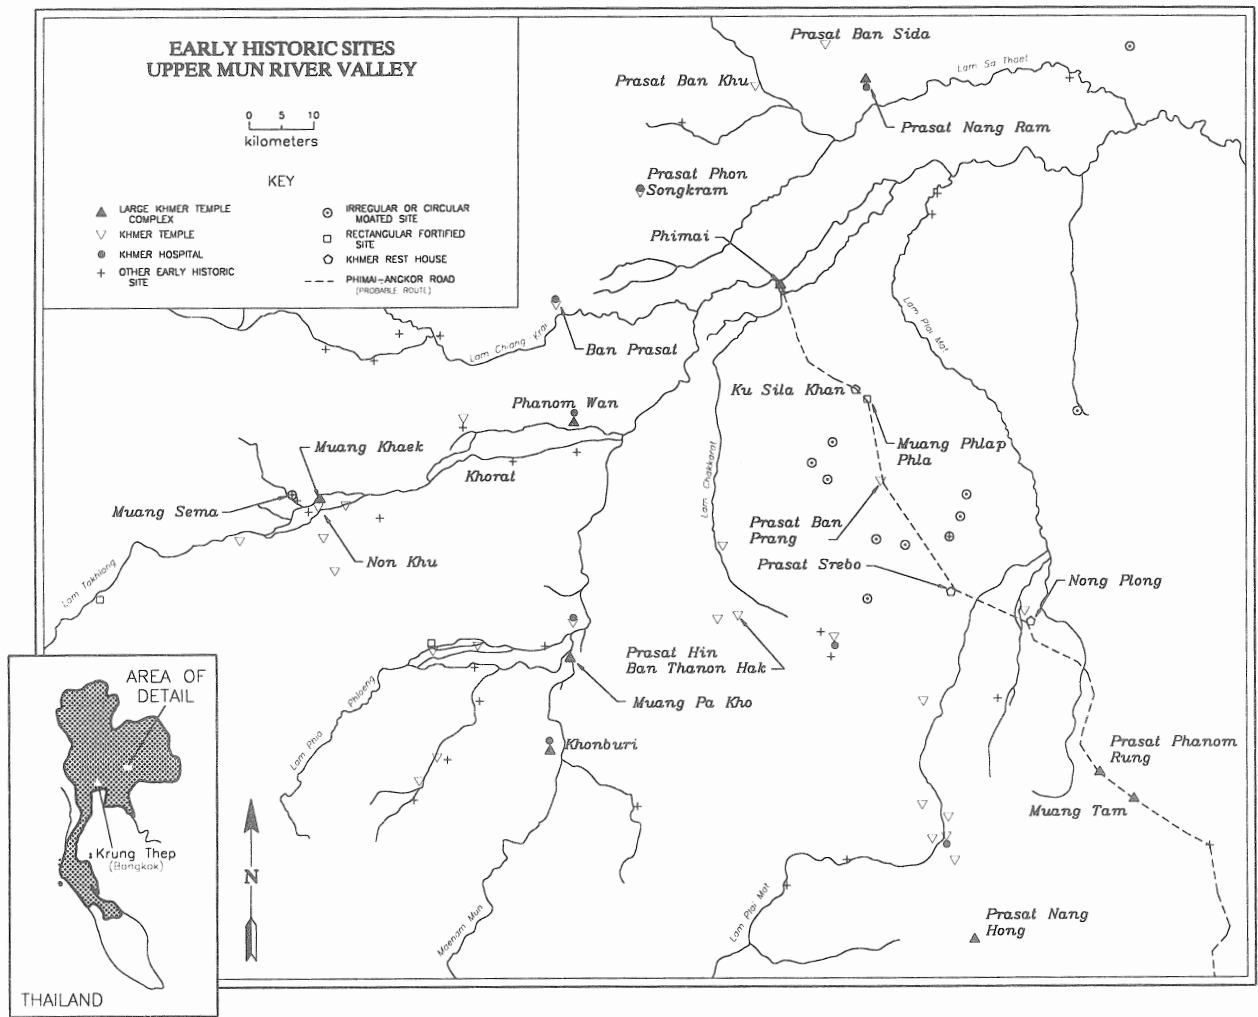 EARLY HISTORIC SITES
UPPER MUN RIVER VALLEY
0 5 10
kilometers
KEY
LARGE KHMER TEMPLE
COMPLEX
KHMER TEMPLE
KHMER HOSPITAL
OTHER EARLY HISTORIC
SITE
IRREGULAR OR CIRCULAR
MOATED SITE
RECTANGULAR FORTIFIED
SITE
KHMER REST HOUSE
PHIMAI-ANGKOR ROAD
(PROBABLE ROUTE)
Prasat Ban Sida
Lam Sa Thaet
Prasat Ban Khu
Prasat Nang Ram
Prasat Phon
Songkram
Phimai
Lam Plai Mat
Lam Chiang Krai
Ban Prasat
Ku Sila Khan
Phanom Wan
Muang Phlap
Phla
Muang Khaek
Khorat
Lam Chakkarat
Muang Sema
Prasat Ban
Prang
Non Khu
Prasat Srebo
Nong Plong
Lam Takhlong
Prasat Hin
Ban Thanon Hak
Muang Pa Kho
Lam Phra Phloeng
Khonburi
Prasat Phanom
Rung
Muang Tam
Maenam Mun
Lam Plai Mat
Prasat Nang
Hong
N
AREA OF
DETAIL
Krung Thep
(Bangkok)
THAILAND